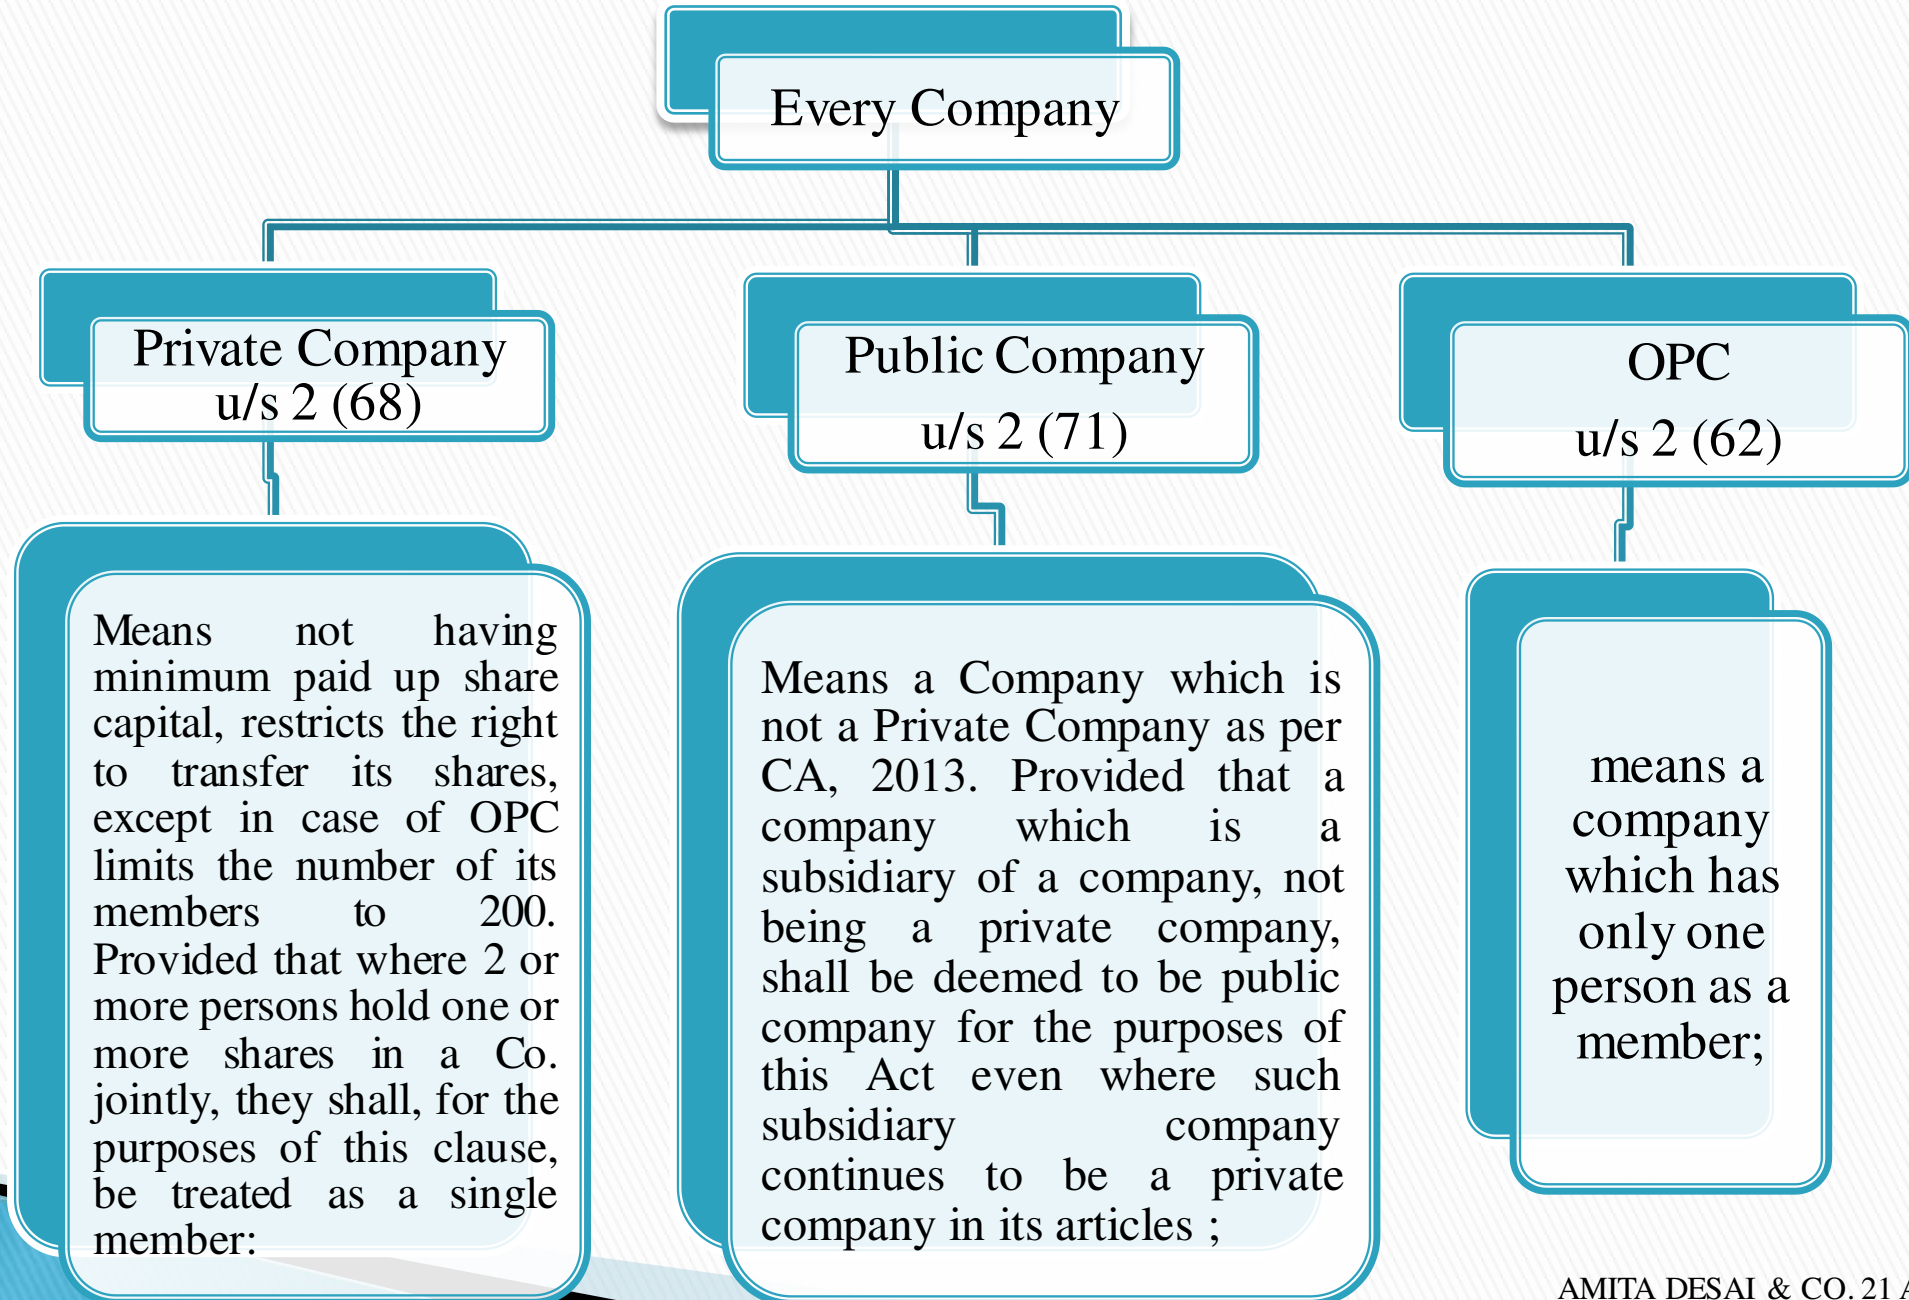 Every Company
Private Company
u/s 2 (68)
Public Company
u/s 2 (71)
OPC
u/s 2 (62)
Means not having
minimum paid up share
capital, restricts the right
to transfer its shares,
except in case of OPC
limits the number of its
members to 200.
Provided that where 2 or
more persons hold one or
more shares in a Co.
jointly, they shall, for the
purposes of this clause,
be treated as a single
member:
Means a Company which is
not a Private Company as per
CA, 2013. Provided that a
company which is a
subsidiary of a company, not
being a private company,
shall be deemed to be public
company for the purposes of
this Act even where such
subsidiary company
continues to be a private
company in its articles ;
means a
company
which has
only one
person as a
member;
AMITA DESAI & CO. 21 A